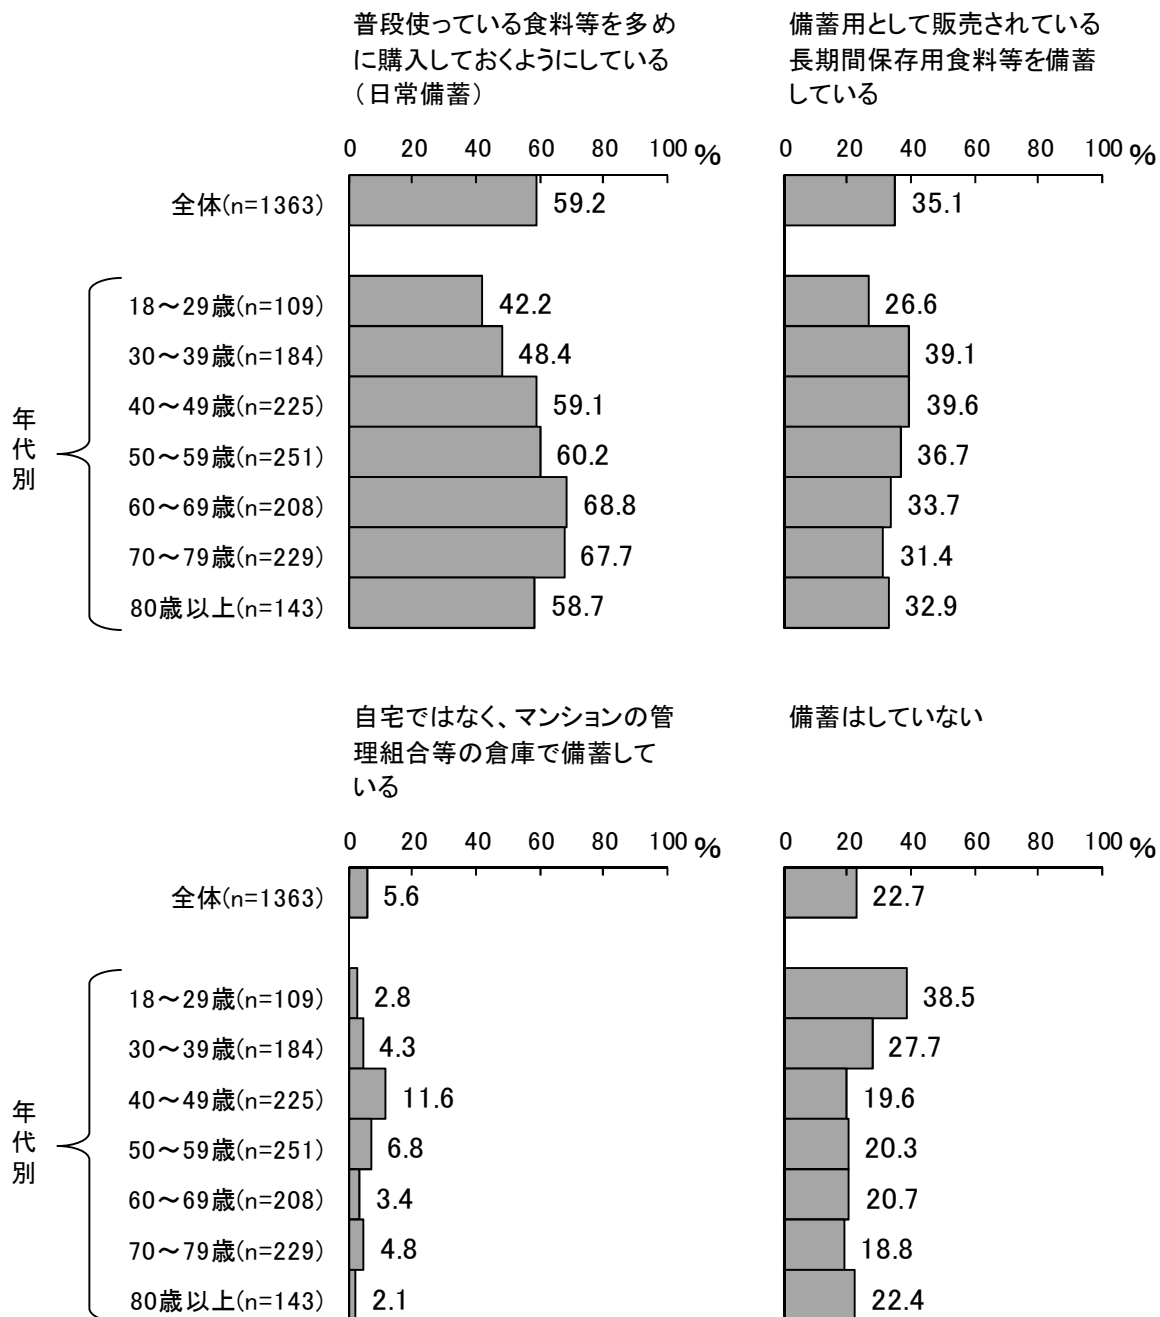 普段使っている食料等を多め
に購入しておくようにしている
（日常備蓄）
0 20 40 60 80 100 %
全体(n=1363) 59.2
年代別
18～29歳(n=109) 42.2
30～39歳(n=184) 48.4
40～49歳(n=225) 59.1
50～59歳(n=251) 60.2
60～69歳(n=208) 68.8
70～79歳(n=229) 67.7
80歳以上(n=143) 58.7
備蓄用として販売されている
長期間保存用食料等を備蓄
している
0 20 40 60 80 100 %
35.1
26.6
39.1
39.6
36.7
33.7
31.4
32.9
自宅ではなく、マンションの管
理組合等の倉庫で備蓄して
いる
0 20 40 60 80 100 %
全体(n=1363) 5.6
年代別
18～29歳(n=109) 2.8
30～39歳(n=184) 4.3
40～49歳(n=225) 11.6
50～59歳(n=251) 6.8
60～69歳(n=208) 3.4
70～79歳(n=229) 4.8
80歳以上(n=143) 2.1
備蓄はしていない
0 20 40 60 80 100 %
22.7
38.5
27.7
19.6
20.3
20.7
18.8
22.4